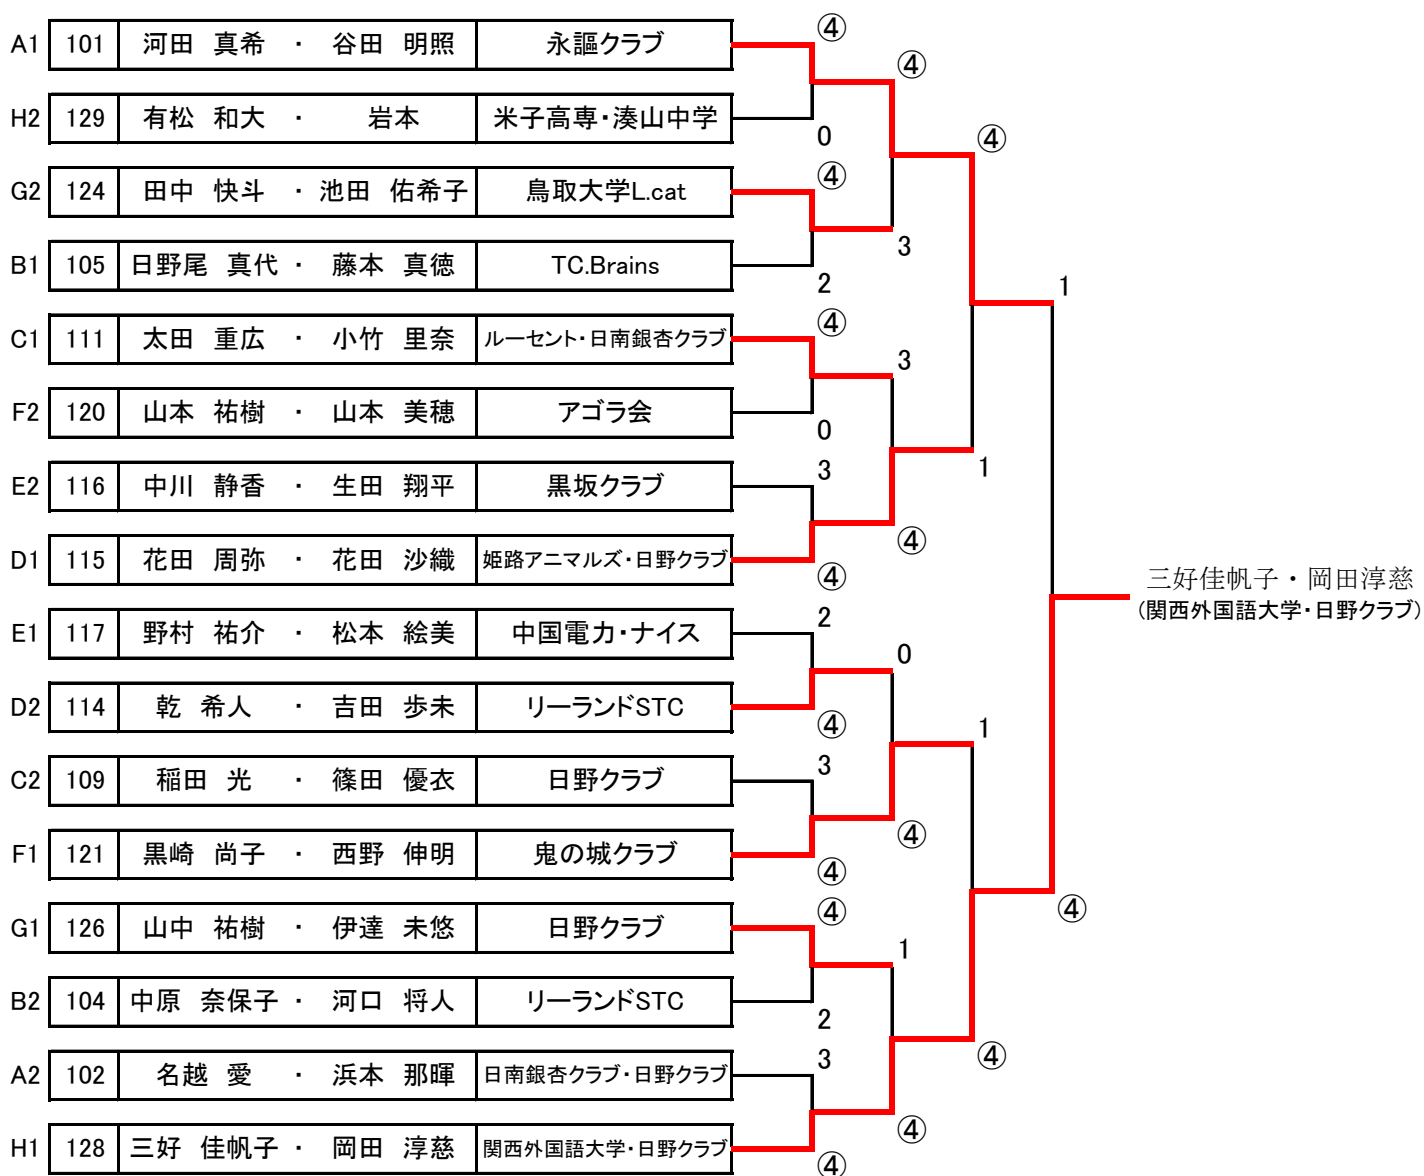 A1 101 河田 真希 ・ 谷田 明照 永謳クラブ ④
④
H2 129 有松 和大 ・ 岩本 米子高専・湊山中学 0
④
G2 124 田中 快斗 ・ 池田 佑希子 鳥取大学L.cat ④
3
B1 105 日野尾 真代 ・ 藤本 真徳 TC.Brains 2
1
C1 111 太田 重広 ・ 小竹 里奈 ルーセント・日南銀杏クラブ ④
3
F2 120 山本 祐樹 ・ 山本 美穂 アゴラ会 0
1
E2 116 中川 静香 ・ 生田 翔平 黒坂クラブ 3
④
D1 115 花田 周弥 ・ 花田 沙織 姫路アニマルズ・日野クラブ ④
三好佳帆子・岡田淳慈
(関西外国語大学・日野クラブ)
E1 117 野村 祐介 ・ 松本 絵美 中国電力・ナイス 2
0
D2 114 乾 希人 ・ 吉田 歩未 リーランドSTC ④
1
C2 109 稲田 光 ・ 篠田 優衣 日野クラブ 3
④
F1 121 黒崎 尚子 ・ 西野 伸明 鬼の城クラブ ④
④
G1 126 山中 祐樹 ・ 伊達 未悠 日野クラブ ④
1
B2 104 中原 奈保子 ・ 河口 将人 リーランドSTC 2
④
A2 102 名越 愛 ・ 浜本 那暉 日南銀杏クラブ・日野クラブ 3
④
H1 128 三好 佳帆子 ・ 岡田 淳慈 関西外国語大学・日野クラブ ④